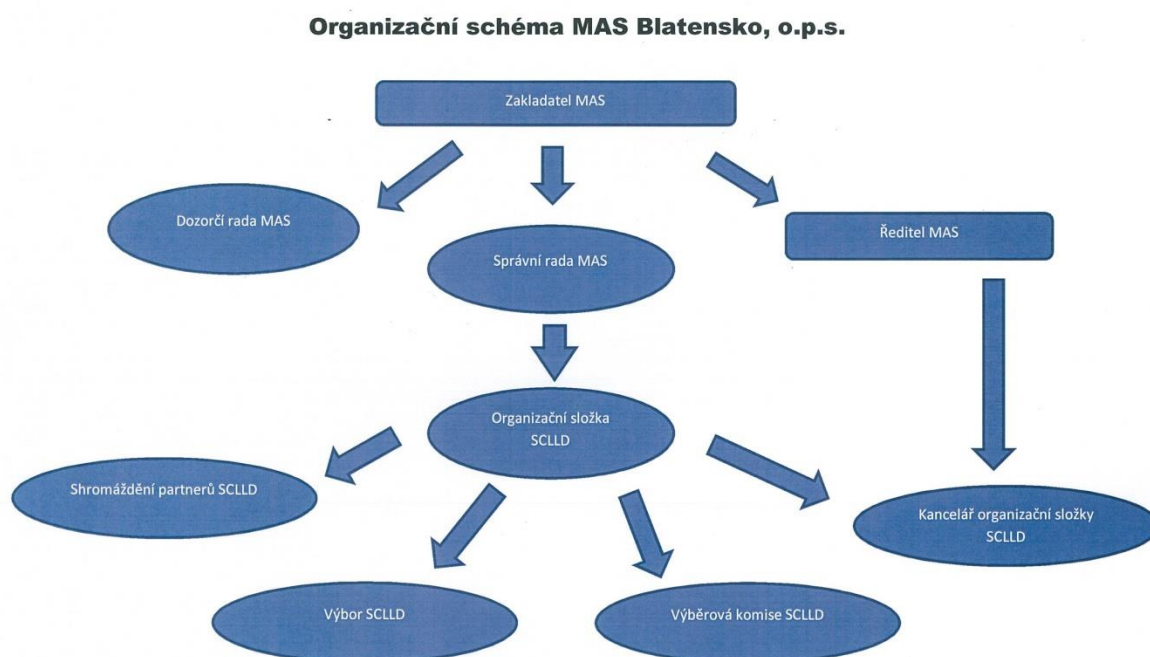 Organizační schéma MAS Blatensko, o.p.s.
Zakladatel MAS
Dozorčí rada MAS
Správní rada MAS
Ředitel MAS
Organizační složka
SCLLD
Shromáždění partnerů SCLLD
Kancelář organizační složky
SCLLD
Výbor SCLLD
Výběrová komise SCLLD